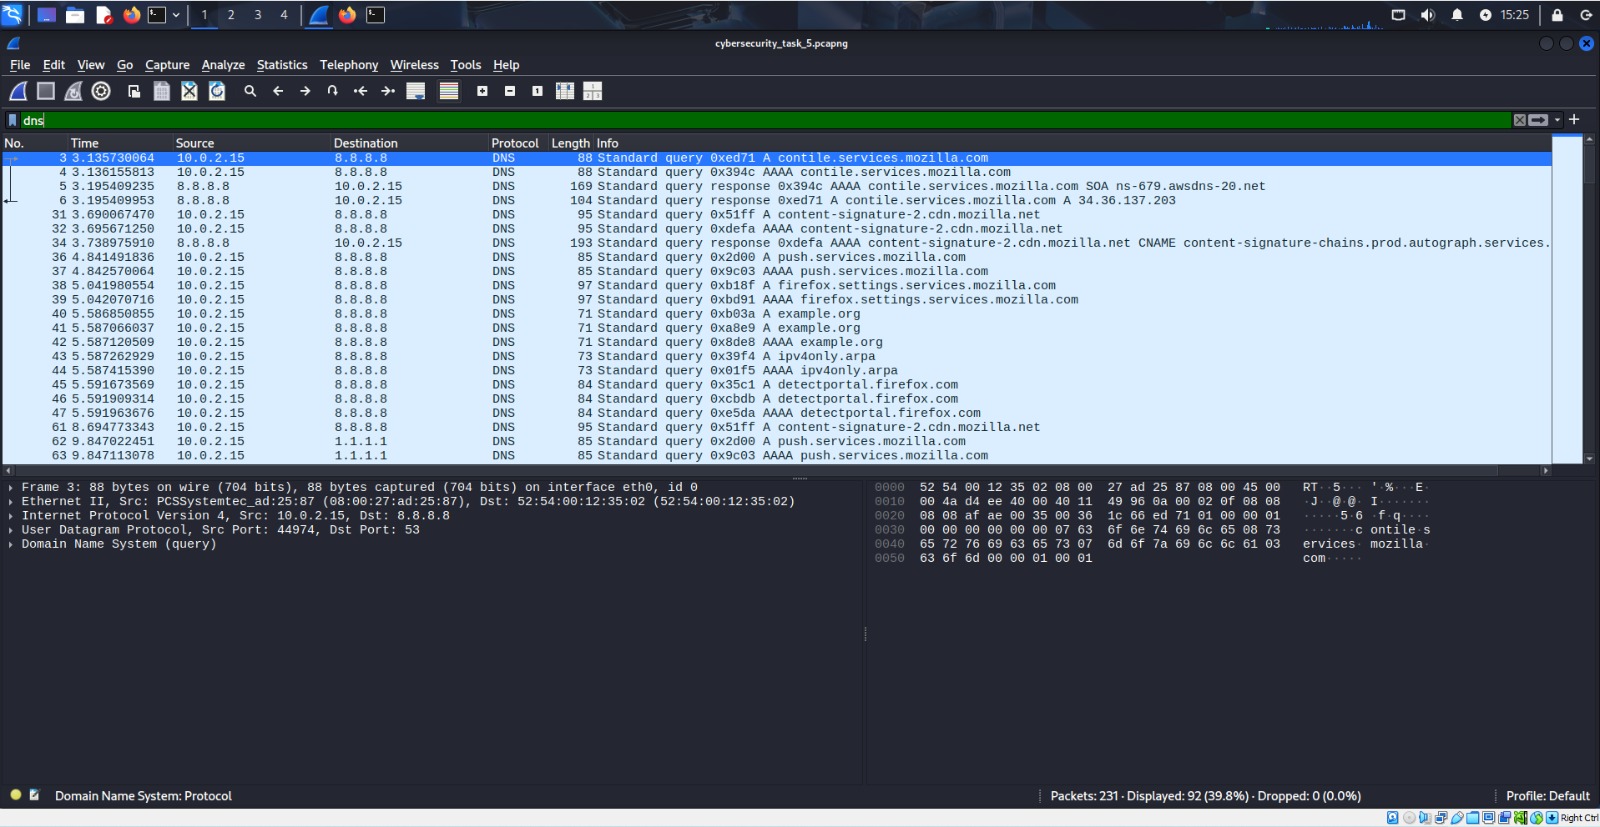 1 2 3 4 15:25
cybersecurity_task_5.pcapng
File Edit View Go Capture Analyze Statistics Telephony Wireless Tools Help
dns
No. Time Source Destination Protocol Length Info
3 3.135730064 10.0.2.15 8.8.8.8 DNS 88 Standard query 0xed71 A contile.services.mozilla.com
4 3.136155813 10.0.2.15 8.8.8.8 DNS 88 Standard query 0x394c AAAA contile.services.mozilla.com
5 3.195409235 8.8.8.8 10.0.2.15 DNS 169 Standard query response 0x394c AAAA contile.services.mozilla.com SOA ns-679.awsdns-20.net
6 3.195409953 8.8.8.8 10.0.2.15 DNS 104 Standard query response 0xed71 A contile.services.mozilla.com A 34.36.137.203
31 3.690067470 10.0.2.15 8.8.8.8 DNS 95 Standard query 0x51ff A content-signature-2.cdn.mozilla.net
32 3.695671250 10.0.2.15 8.8.8.8 DNS 95 Standard query 0xdefa AAAA content-signature-2.cdn.mozilla.net
34 3.738975910 8.8.8.8 10.0.2.15 DNS 193 Standard query response 0xdefa AAAA content-signature-2.cdn.mozilla.net CNAME content-signature-chains.prod.autograph.services.
36 4.841491836 10.0.2.15 8.8.8.8 DNS 85 Standard query 0x2d00 A push.services.mozilla.com
37 4.842570064 10.0.2.15 8.8.8.8 DNS 85 Standard query 0x9c03 AAAA push.services.mozilla.com
38 5.041980554 10.0.2.15 8.8.8.8 DNS 97 Standard query 0xb18f A firefox.settings.services.mozilla.com
39 5.042070716 10.0.2.15 8.8.8.8 DNS 97 Standard query 0xbd91 AAAA firefox.settings.services.mozilla.com
40 5.586850855 10.0.2.15 8.8.8.8 DNS 71 Standard query 0xb03a A example.org
41 5.587066037 10.0.2.15 8.8.8.8 DNS 71 Standard query 0xa8e9 A example.org
42 5.587120509 10.0.2.15 8.8.8.8 DNS 71 Standard query 0x8de8 AAAA example.org
43 5.587262929 10.0.2.15 8.8.8.8 DNS 73 Standard query 0x39f4 A ipv4only.arpa
44 5.587415390 10.0.2.15 8.8.8.8 DNS 73 Standard query 0x01f5 AAAA ipv4only.arpa
45 5.591673569 10.0.2.15 8.8.8.8 DNS 84 Standard query 0x35c1 A detectportal.firefox.com
46 5.591909314 10.0.2.15 8.8.8.8 DNS 84 Standard query 0xcbdb A detectportal.firefox.com
47 5.591963676 10.0.2.15 8.8.8.8 DNS 84 Standard query 0xe5da AAAA detectportal.firefox.com
61 8.694773343 10.0.2.15 8.8.8.8 DNS 95 Standard query 0x51ff A content-signature-2.cdn.mozilla.net
62 9.847022451 10.0.2.15 1.1.1.1 DNS 85 Standard query 0x2d00 A push.services.mozilla.com
63 9.847113078 10.0.2.15 1.1.1.1 DNS 85 Standard query 0x9c03 AAAA push.services.mozilla.com
Frame 3: 88 bytes on wire (704 bits), 88 bytes captured (704 bits) on interface eth0, id 0
Ethernet II, Src: PCSSystemtec_ad:25:87 (08:00:27:ad:25:87), Dst: 52:54:00:12:35:02 (52:54:00:12:35:02)
Internet Protocol Version 4, Src: 10.0.2.15, Dst: 8.8.8.8
User Datagram Protocol, Src Port: 44974, Dst Port: 53
Domain Name System (query)
0000 52 54 00 12 35 02 08 00 27 ad 25 87 08 00 45 00 RT··5···'·%···E·
0010 00 4a d4 ee 40 00 40 11 49 96 0a 00 02 0f 08 08 ·J··@·@·I·······
0020 08 08 af ae 00 35 00 36 1c 66 ed 71 01 00 00 01 ·····5·6·f·q····
0030 00 00 00 00 00 00 07 63 6f 6e 74 69 6c 65 08 73 ·······contile·s
0040 65 72 76 69 63 65 73 07 6d 6f 7a 69 6c 6c 61 03 ervices·mozilla·
0050 63 6f 6d 00 00 01 00 01 com·····
Domain Name System: Protocol Packets: 231 · Displayed: 92 (39.8%) · Dropped: 0 (0.0%) Profile: Default
Right Ctrl